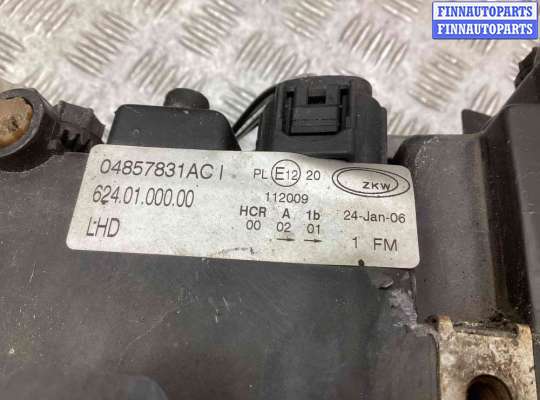 FINNAUTOPARTS
FINNAUTOPARTS
04857831AC I
624.01.000.00
LHD
PL E12 20
112009
HCR A 1b
00 02 01
→ →
ZKW
24-Jan-06
1 FM